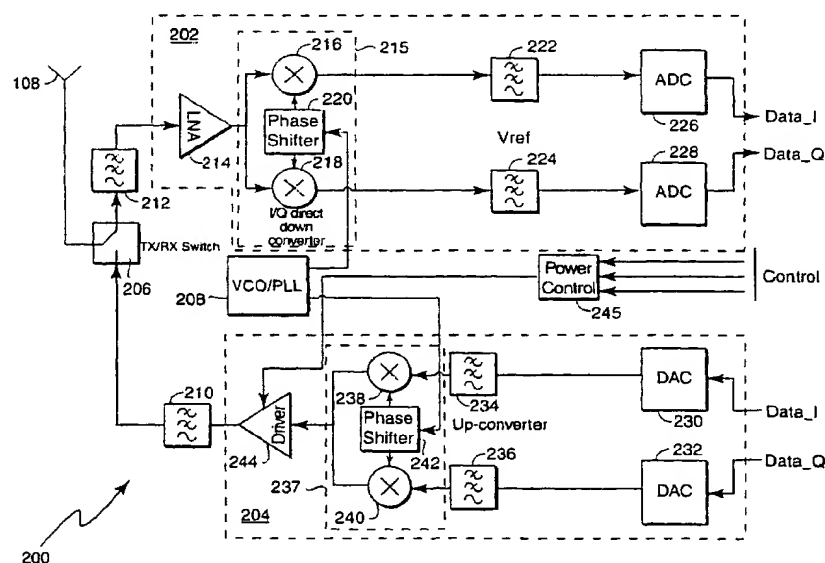 202
216
215
222
108
LNA
220
Phase
Shifter
ADC
226
Data_I
214
218
Vref
224
228
Data_Q
ADC
212
I/Q direct
down
converter
TX/RX Switch
206
VCO/PLL
208
Power
Control
245
Control
210
238
234
DAC
230
Data_I
Driver
Phase
Shifter
Up-converter
244
242
236
232
Data_Q
237
DAC
204
240
200